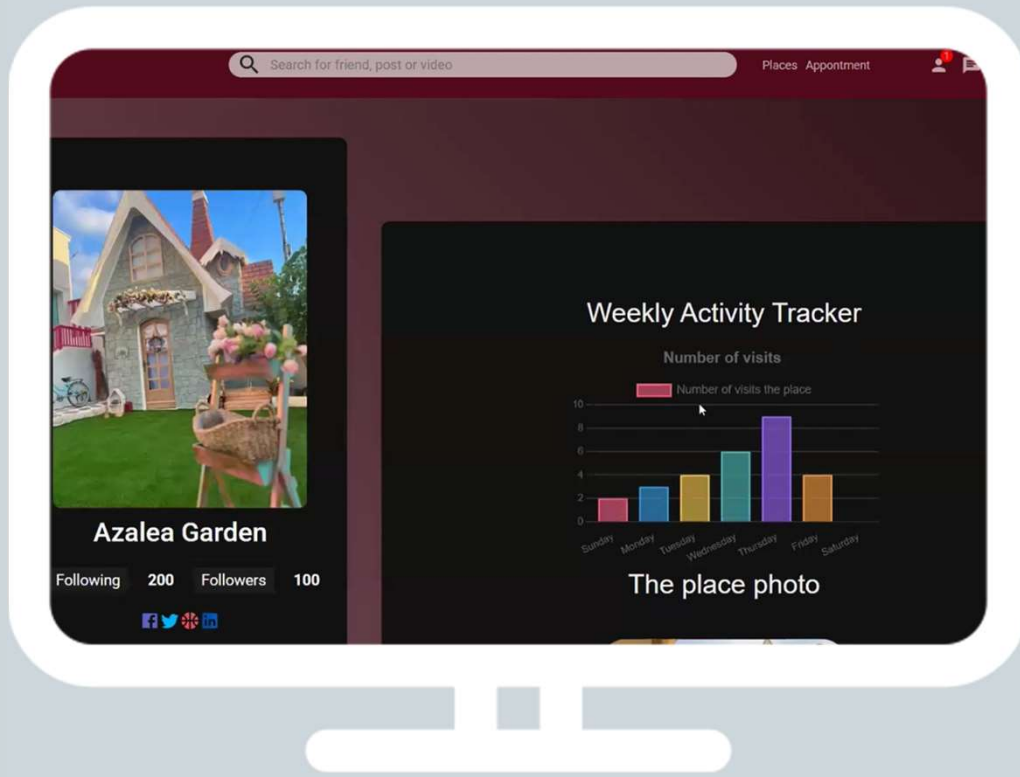 Search for friend, post or video
Places Appontment
1
Weekly Activity Tracker
Number of visits
Number of visits the place
10
8
6
4
2
0
Sunday Monday Tuesday Wednesday Thursday Friday Saturday
The place photo
Azalea Garden
Following 200 Followers 100